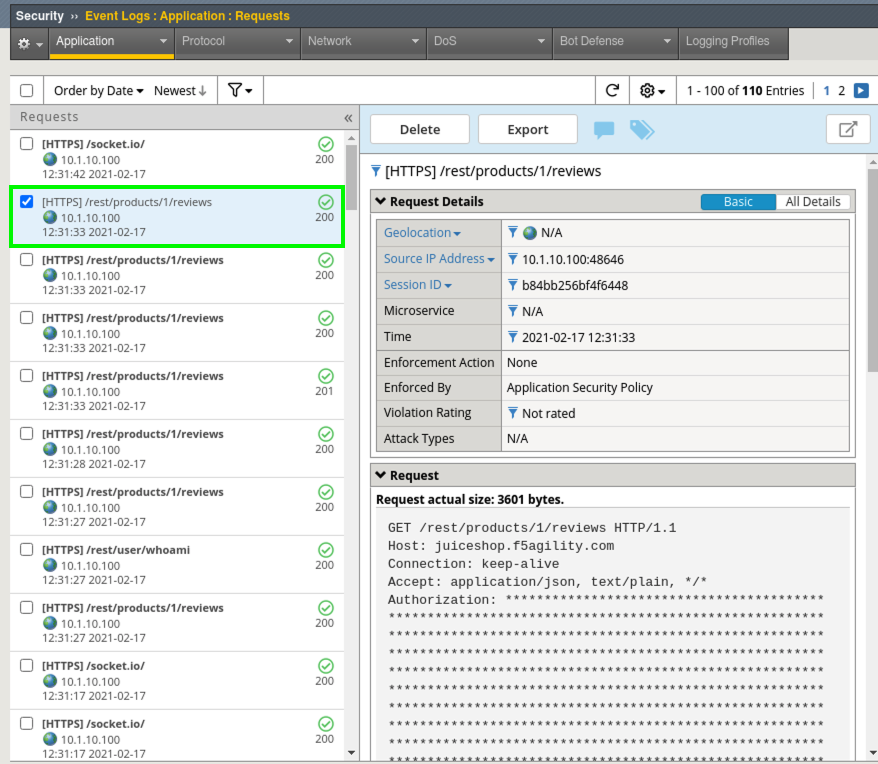 Security ›› Event Logs : Application : Requests
Application Protocol Network DoS Bot Defense Logging Profiles
Order by Date Newest 1 - 100 of 110 Entries 1 2
Requests
[HTTPS] /socket.io/
10.1.10.100 200
12:31:42 2021-02-17
[HTTPS] /rest/products/1/reviews
10.1.10.100 200
12:31:33 2021-02-17
[HTTPS] /rest/products/1/reviews
10.1.10.100 200
12:31:33 2021-02-17
[HTTPS] /rest/products/1/reviews
10.1.10.100 200
12:31:33 2021-02-17
[HTTPS] /rest/products/1/reviews
10.1.10.100 201
12:31:33 2021-02-17
[HTTPS] /rest/products/1/reviews
10.1.10.100 200
12:31:28 2021-02-17
[HTTPS] /rest/products/1/reviews
10.1.10.100 200
12:31:27 2021-02-17
[HTTPS] /rest/user/whoami
10.1.10.100 200
12:31:27 2021-02-17
[HTTPS] /rest/products/1/reviews
10.1.10.100 200
12:31:27 2021-02-17
[HTTPS] /socket.io/
10.1.10.100 200
12:31:17 2021-02-17
[HTTPS] /socket.io/
10.1.10.100 200
12:31:17 2021-02-17
Delete Export
[HTTPS] /rest/products/1/reviews
Request Details Basic All Details
Geolocation N/A
Source IP Address 10.1.10.100:48646
Session ID b84bb256bf4f6448
Microservice N/A
Time 2021-02-17 12:31:33
Enforcement Action None
Enforced By Application Security Policy
Violation Rating Not rated
Attack Types N/A
Request
Request actual size: 3601 bytes.
GET /rest/products/1/reviews HTTP/1.1
Host: juiceshop.f5agility.com
Connection: keep-alive
Accept: application/json, text/plain, */*
Authorization: *****************************************
********************************************************
********************************************************
********************************************************
********************************************************
********************************************************
********************************************************
********************************************************
********************************************************
********************************************************